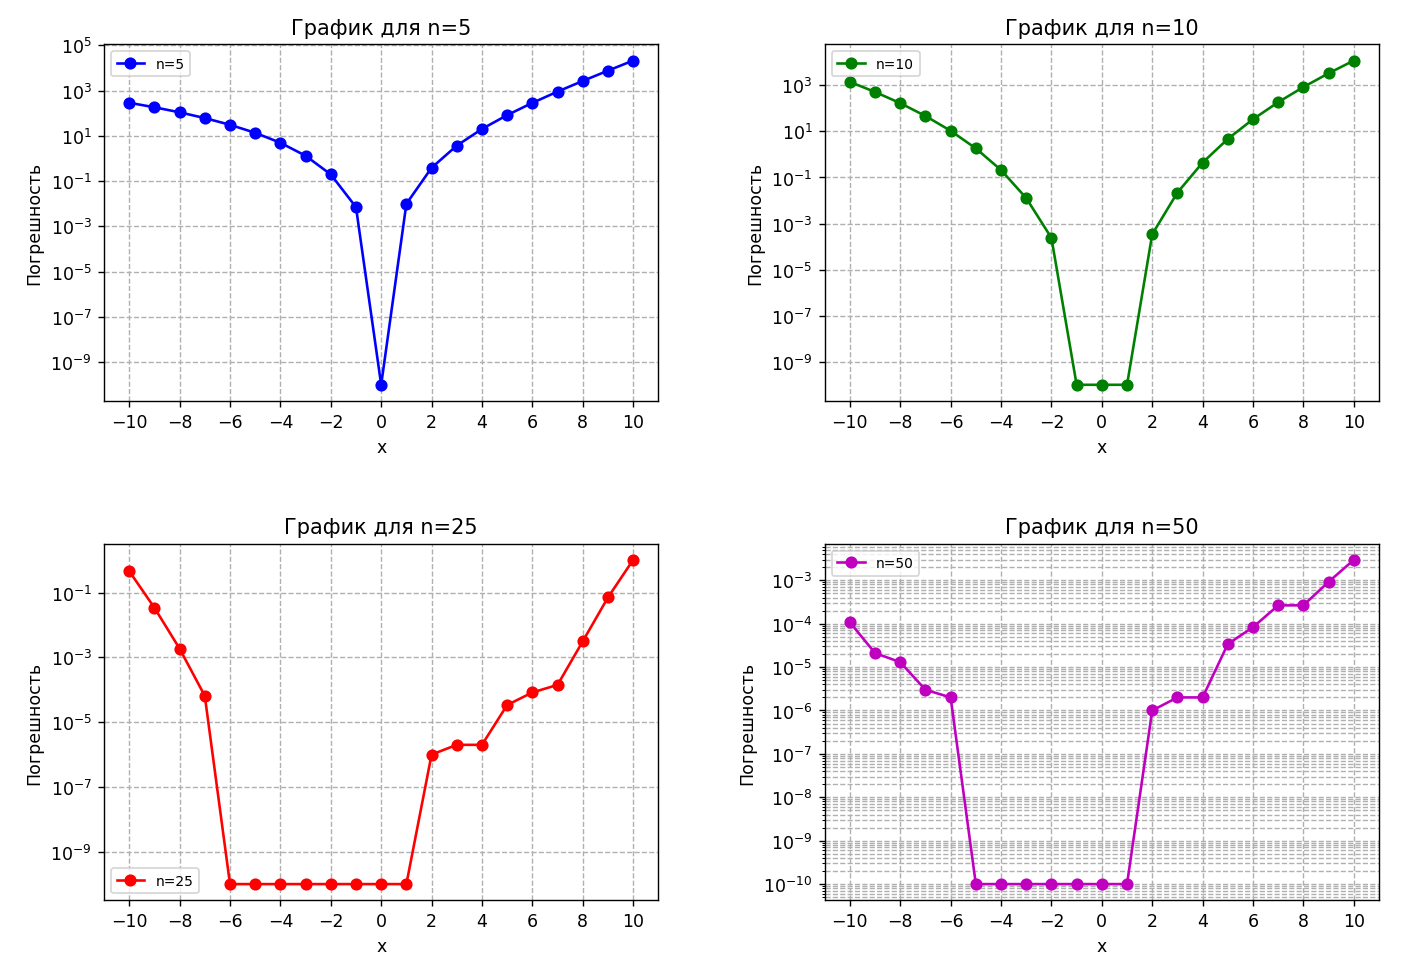 График для n=5
n=5
Погрешность
10^5
10^3
10^1
10^−1
10^−3
10^−5
10^−7
10^−9
−10 −8 −6 −4 −2 0 2 4 6 8 10
x
График для n=10
n=10
Погрешность
10^3
10^1
10^−1
10^−3
10^−5
10^−7
10^−9
−10 −8 −6 −4 −2 0 2 4 6 8 10
x
График для n=25
Погрешность
10^−1
10^−3
10^−5
10^−7
10^−9
n=25
−10 −8 −6 −4 −2 0 2 4 6 8 10
x
График для n=50
n=50
Погрешность
10^−3
10^−4
10^−5
10^−6
10^−7
10^−8
10^−9
10^−10
−10 −8 −6 −4 −2 0 2 4 6 8 10
x